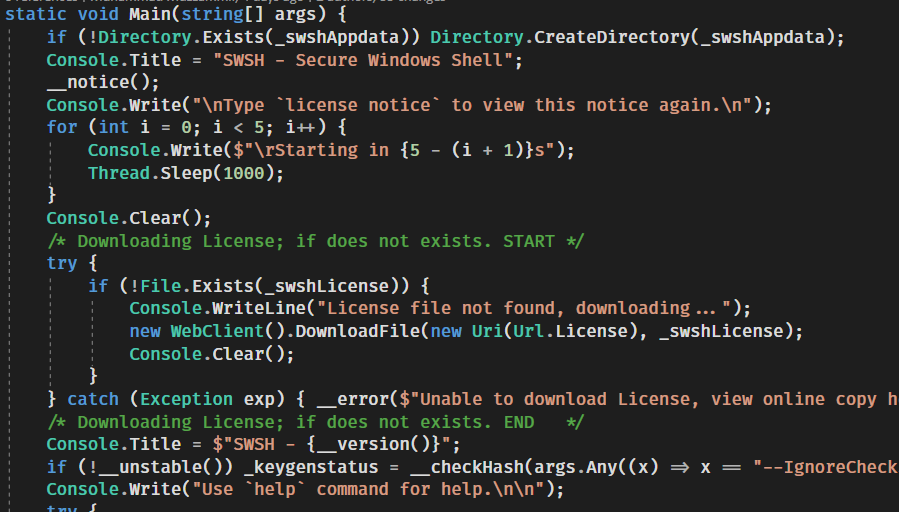 static void Main(string[] args) {
if (!Directory.Exists(_swshAppdata)) Directory.CreateDirectory(_swshAppdata);
Console.Title = "SWSH - Secure Windows Shell";
__notice();
Console.Write("\nType `license notice` to view this notice again.\n");
for (int i = 0; i < 5; i++) {
Console.Write($"\rStarting in {5 - (i + 1)}s");
Thread.Sleep(1000);
}
Console.Clear();
/* Downloading License; if does not exists. START */
try {
if (!File.Exists(_swshLicense)) {
Console.WriteLine("License file not found, downloading...");
new WebClient().DownloadFile(new Uri(Url.License), _swshLicense);
Console.Clear();
}
} catch (Exception exp) { __error($"Unable to download License, view online copy h
/* Downloading License; if does not exists. END   */
Console.Title = $"SWSH - {__version()}";
if (!__unstable()) _keygenstatus = __checkHash(args.Any((x) => x == "--IgnoreCheck
Console.Write("Use `help` command for help.\n\n");
try {